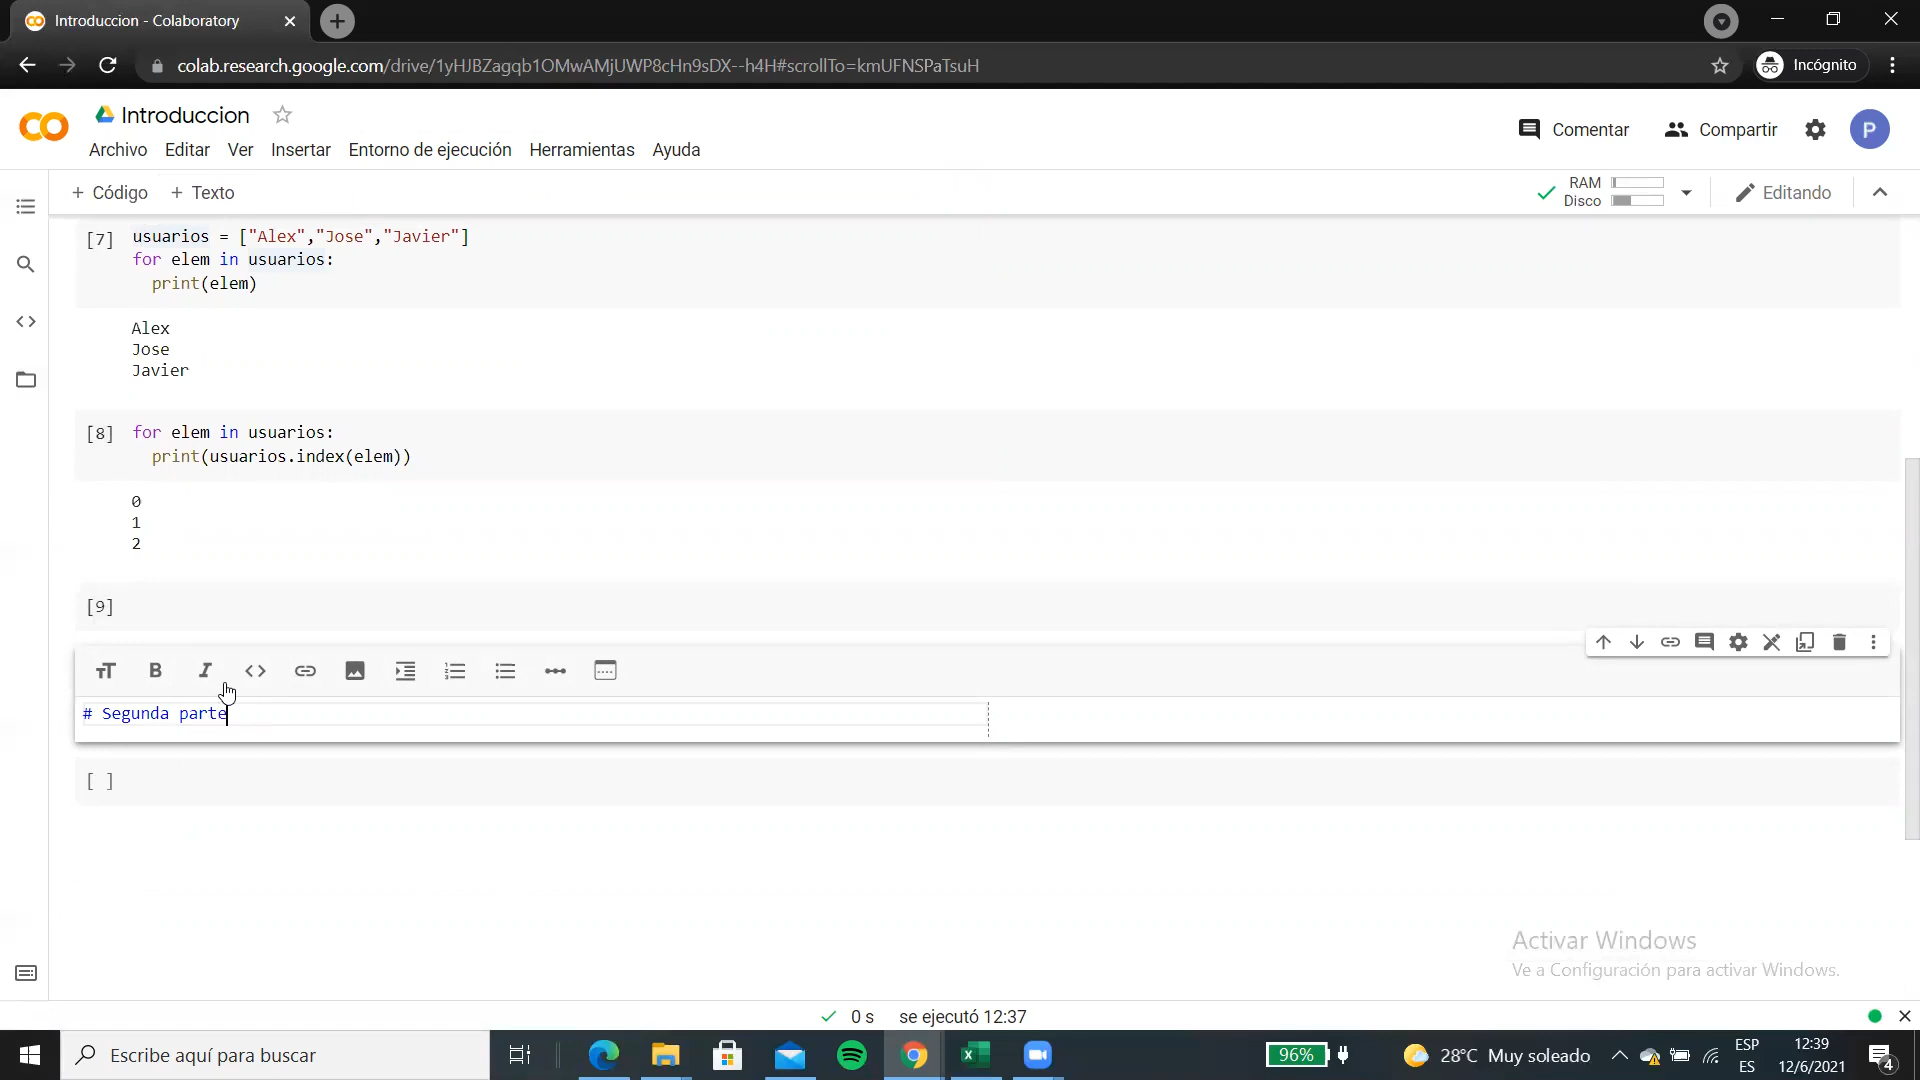 Introduccion - Colaboratory
colab.research.google.com/drive/1yHJBZagqb1OMwAMjUWP8cHn9sDX--h4H#scrollTo=kmUFNSPaTsuH
Incógnito
Introduccion
Comentar
Compartir
P
Archivo Editar Ver Insertar Entorno de ejecución Herramientas Ayuda
+ Código + Texto
RAM
Disco
Editando
[7] usuarios = ["Alex","Jose","Javier"]
for elem in usuarios:
print(elem)
Alex
Jose
Javier
[8] for elem in usuarios:
print(usuarios.index(elem))
0
1
2
[9]
# Segunda parte
[ ]
Activar Windows
Ve a Configuración para activar Windows.
0 s se ejecutó 12:37
Escribe aquí para buscar
96%
28°C Muy soleado
ESP
ES
12:39
12/6/2021
4